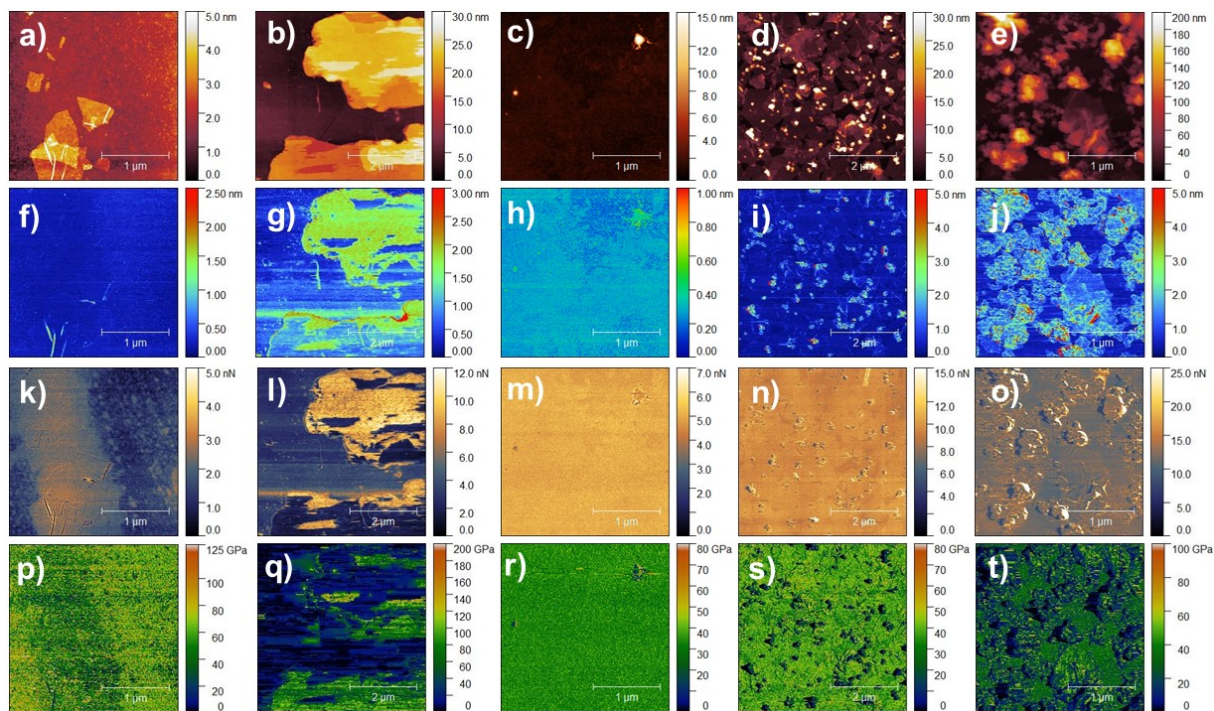 a)
5.0 nm
4.0
3.0
2.0
1.0
0.0
1 µm
b)
30.0 nm
25.0
20.0
15.0
10.0
5.0
0.0
2 µm
c)
15.0 nm
12.0
10.0
8.0
6.0
4.0
2.0
0.0
1 µm
d)
30.0 nm
25.0
20.0
15.0
10.0
5.0
0.0
2 µm
e)
200 nm
180
160
140
120
100
80
60
40
20
0
1 µm
f)
2.50 nm
2.00
1.50
1.00
0.50
0.00
1 µm
g)
3.00 nm
2.50
2.00
1.50
1.00
0.50
0.00
2 µm
h)
1.00 nm
0.80
0.60
0.40
0.20
0.00
1 µm
i)
5.0 nm
4.0
3.0
2.0
1.0
0.0
2 µm
j)
5.0 nm
4.0
3.0
2.0
1.0
0.0
1 µm
k)
5.0 nN
4.0
3.0
2.0
1.0
0.0
1 µm
l)
12.0 nN
10.0
8.0
6.0
4.0
2.0
0.0
2 µm
m)
7.0 nN
6.0
5.0
4.0
3.0
2.0
1.0
0.0
1 µm
n)
15.0 nN
12.0
10.0
8.0
6.0
4.0
2.0
0.0
2 µm
o)
25.0 nN
20.0
15.0
10.0
5.0
0.0
1 µm
p)
125 GPa
100
80
60
40
20
0
1 µm
q)
200 GPa
180
160
140
120
100
80
60
40
20
0
2 µm
r)
80 GPa
70
60
50
40
30
20
10
0
1 µm
s)
80 GPa
70
60
50
40
30
20
10
0
2 µm
t)
100 GPa
80
60
40
20
0
1 µm